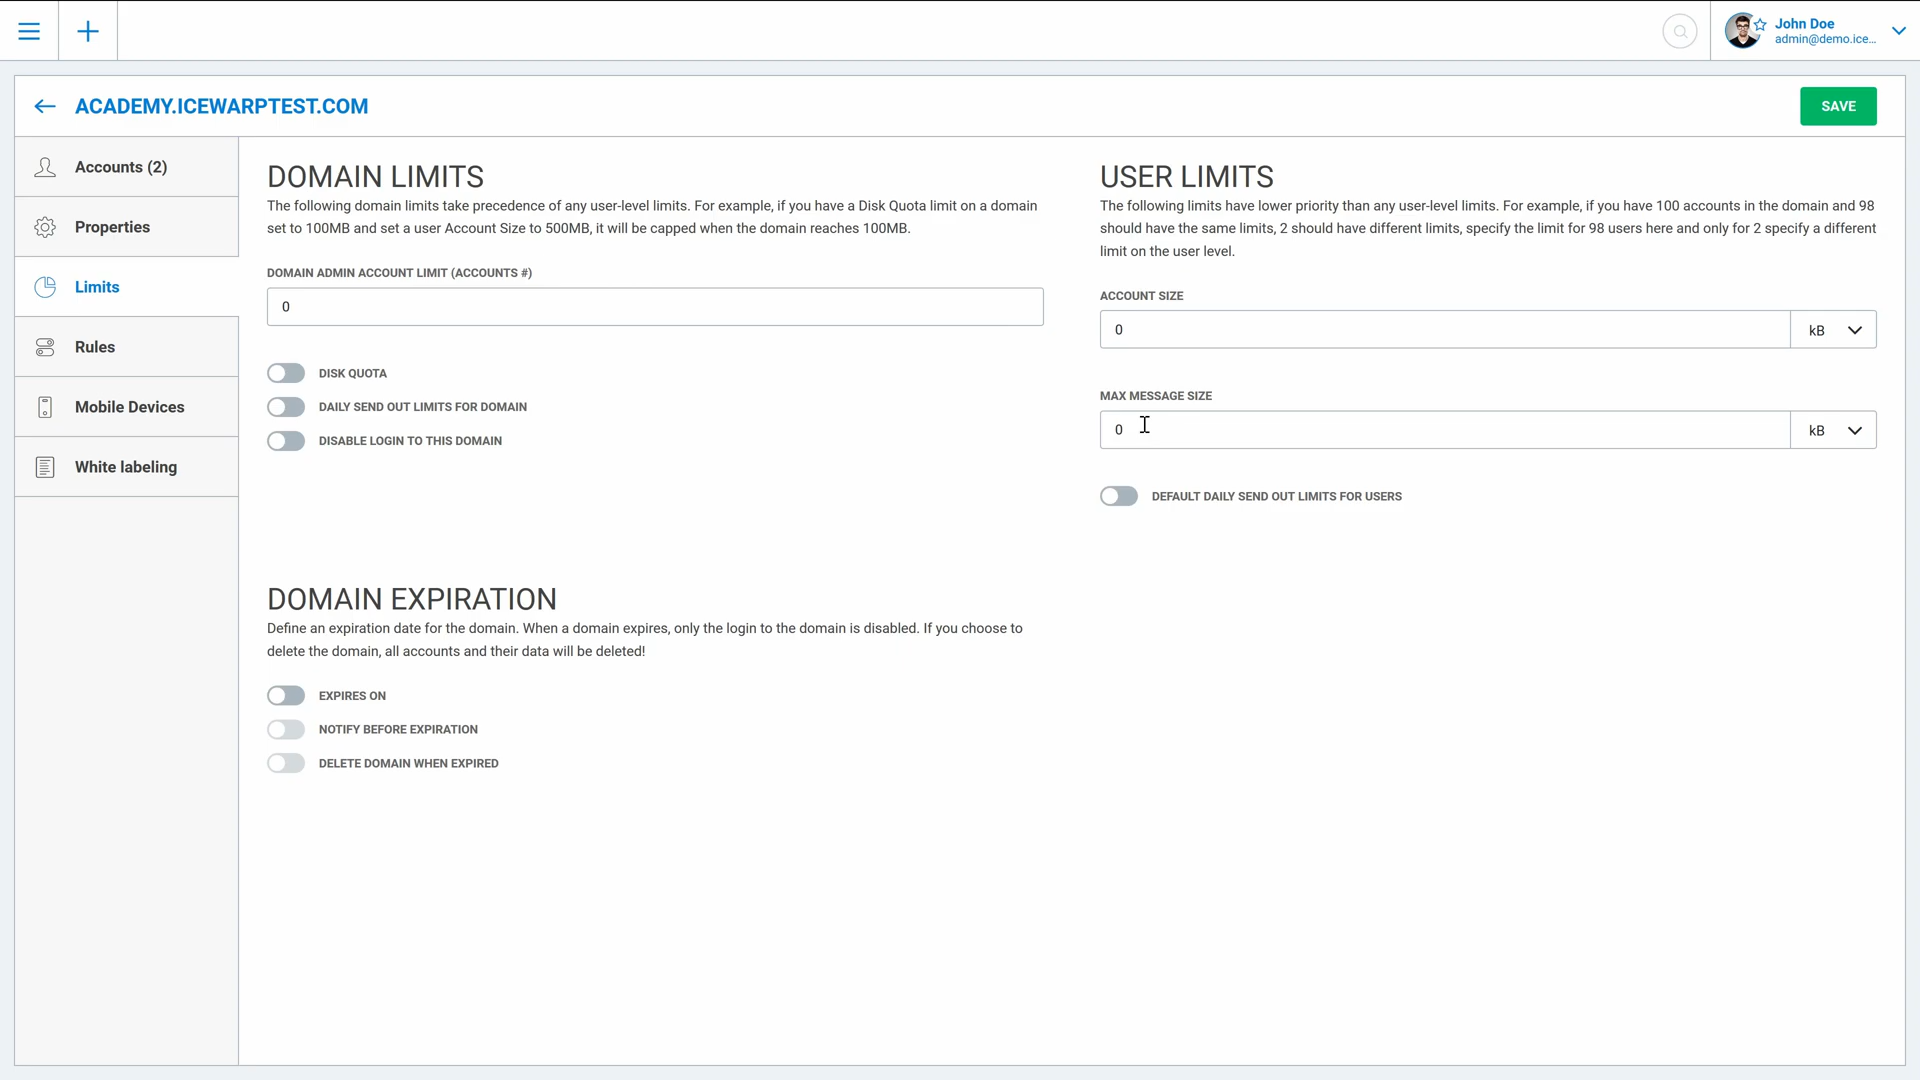 John Doe
admin@demo.ice...
ACADEMY.ICEWARPTEST.COM
SAVE
Accounts (2)
Properties
Limits
Rules
Mobile Devices
White labeling
DOMAIN LIMITS
The following domain limits take precedence of any user-level limits. For example, if you have a Disk Quota limit on a domain
set to 100MB and set a user Account Size to 500MB, it will be capped when the domain reaches 100MB.
DOMAIN ADMIN ACCOUNT LIMIT (ACCOUNTS #)
0
DISK QUOTA
DAILY SEND OUT LIMITS FOR DOMAIN
DISABLE LOGIN TO THIS DOMAIN
DOMAIN EXPIRATION
Define an expiration date for the domain. When a domain expires, only the login to the domain is disabled. If you choose to
delete the domain, all accounts and their data will be deleted!
EXPIRES ON
NOTIFY BEFORE EXPIRATION
DELETE DOMAIN WHEN EXPIRED
USER LIMITS
The following limits have lower priority than any user-level limits. For example, if you have 100 accounts in the domain and 98
should have the same limits, 2 should have different limits, specify the limit for 98 users here and only for 2 specify a different
limit on the user level.
ACCOUNT SIZE
0 kB
MAX MESSAGE SIZE
0 kB
DEFAULT DAILY SEND OUT LIMITS FOR USERS